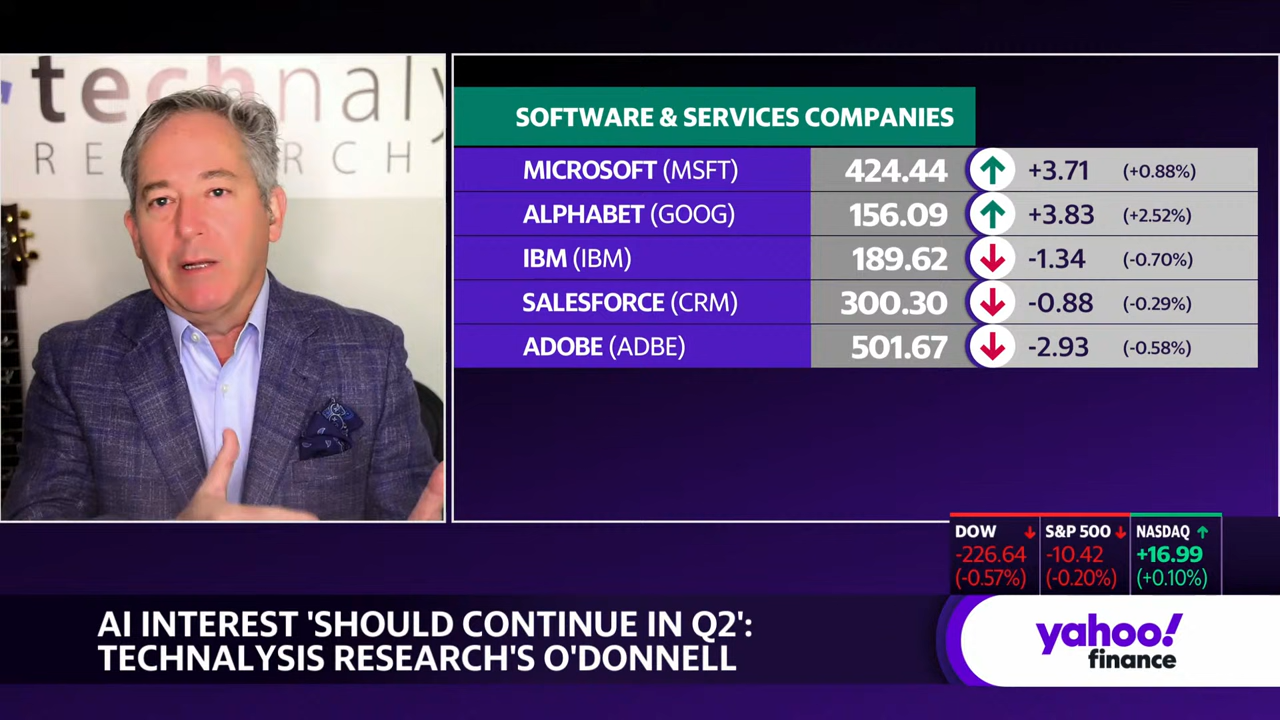 technaly
RE RCH
SOFTWARE & SERVICES COMPANIES
MICROSOFT (MSFT) 424.44 +3.71 (+0.88%)
ALPHABET (GOOG) 156.09 +3.83 (+2.52%)
IBM (IBM) 189.62 -1.34 (-0.70%)
SALESFORCE (CRM) 300.30 -0.88 (-0.29%)
ADOBE (ADBE) 501.67 -2.93 (-0.58%)
DOW S&P 500 NASDAQ
-226.64 -10.42 +16.99
(-0.57%) (-0.20%) (+0.10%)
AI INTEREST 'SHOULD CONTINUE IN Q2':
TECHNALYSIS RESEARCH'S O'DONNELL
yahoo!
finance